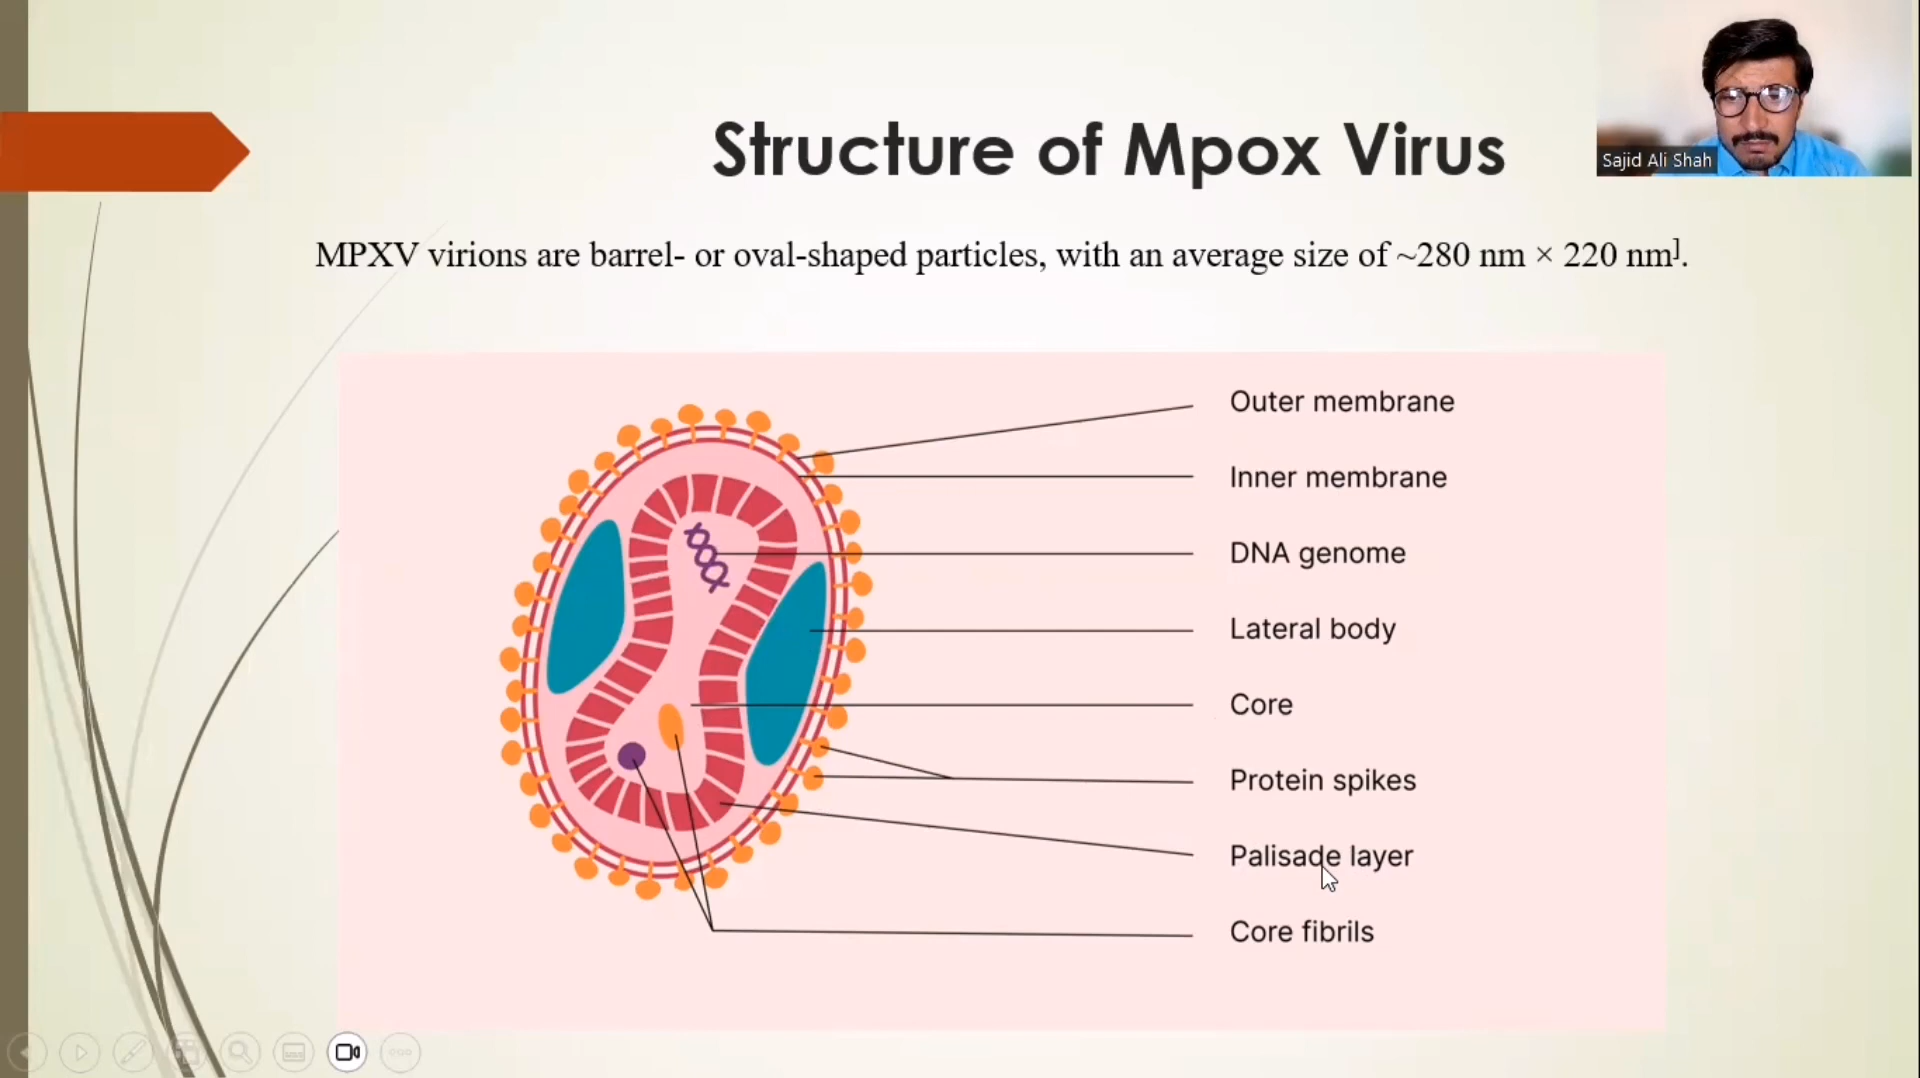 Structure of Mpox Virus
Sajid Ali Shah
MPXV virions are barrel- or oval-shaped particles, with an average size of ~280 nm × 220 nm].
Outer membrane
Inner membrane
DNA genome
Lateral body
Core
Protein spikes
Palisade layer
Core fibrils